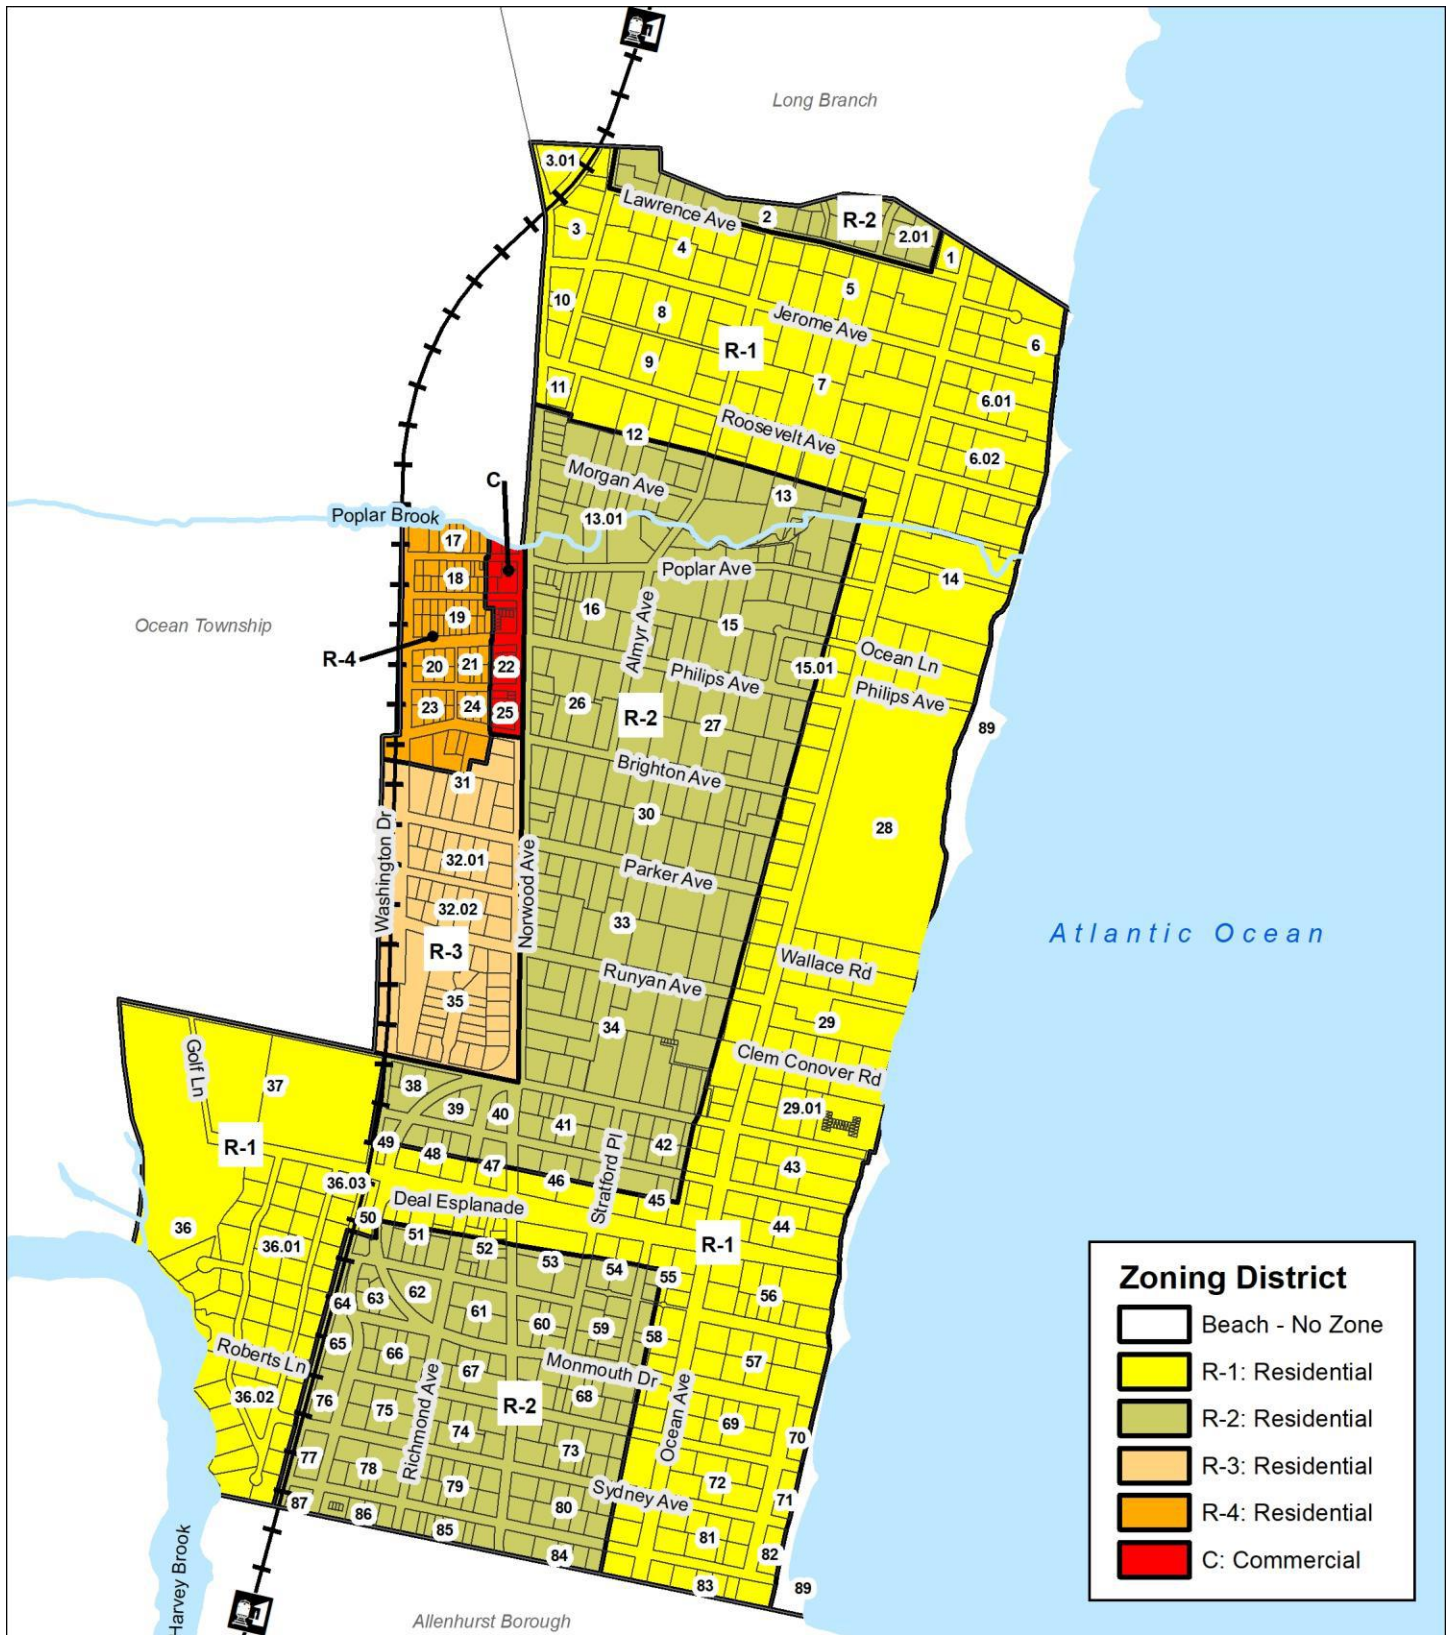 Long Branch
3.01
Lawrence Ave
2
R-2
2.01
3
4
1
5
10
8
Jerome Ave
6
R-1
9
7
11
6.01
Roosevelt Ave
12
6.02
C
Morgan Ave
13
Poplar Brook
13.01
17
Poplar Ave
18
14
16
19
15
Almyr Ave
Ocean Township
R-4
20
21
22
Ocean Ln
15.01
Philips Ave
Philips Ave
23
24
25
26
R-2
27
89
31
Brighton Ave
30
28
Washington Dr
32.01
Norwood Ave
Parker Ave
32.02
33
Atlantic Ocean
R-3
Wallace Rd
Runyan Ave
35
34
29
Golf Ln
37
38
Clem Conover Rd
39
40
41
29.01
R-1
49
48
42
47
43
46
Stratford Pl
36.03
Deal Esplanade
45
36
50
51
44
36.01
52
R-1
53
54
55
56
64
63
62
61
60
59
58
65
Roberts Ln
66
67
Monmouth Dr
57
36.02
76
75
R-2
68
Richmond Ave
74
Ocean Ave
69
70
73
77
78
79
72
71
Sydney Ave
87
86
80
85
81
84
82
83
89
Harvey Brook
Allenhurst Borough
Zoning District
Beach - No Zone
R-1: Residential
R-2: Residential
R-3: Residential
R-4: Residential
C: Commercial